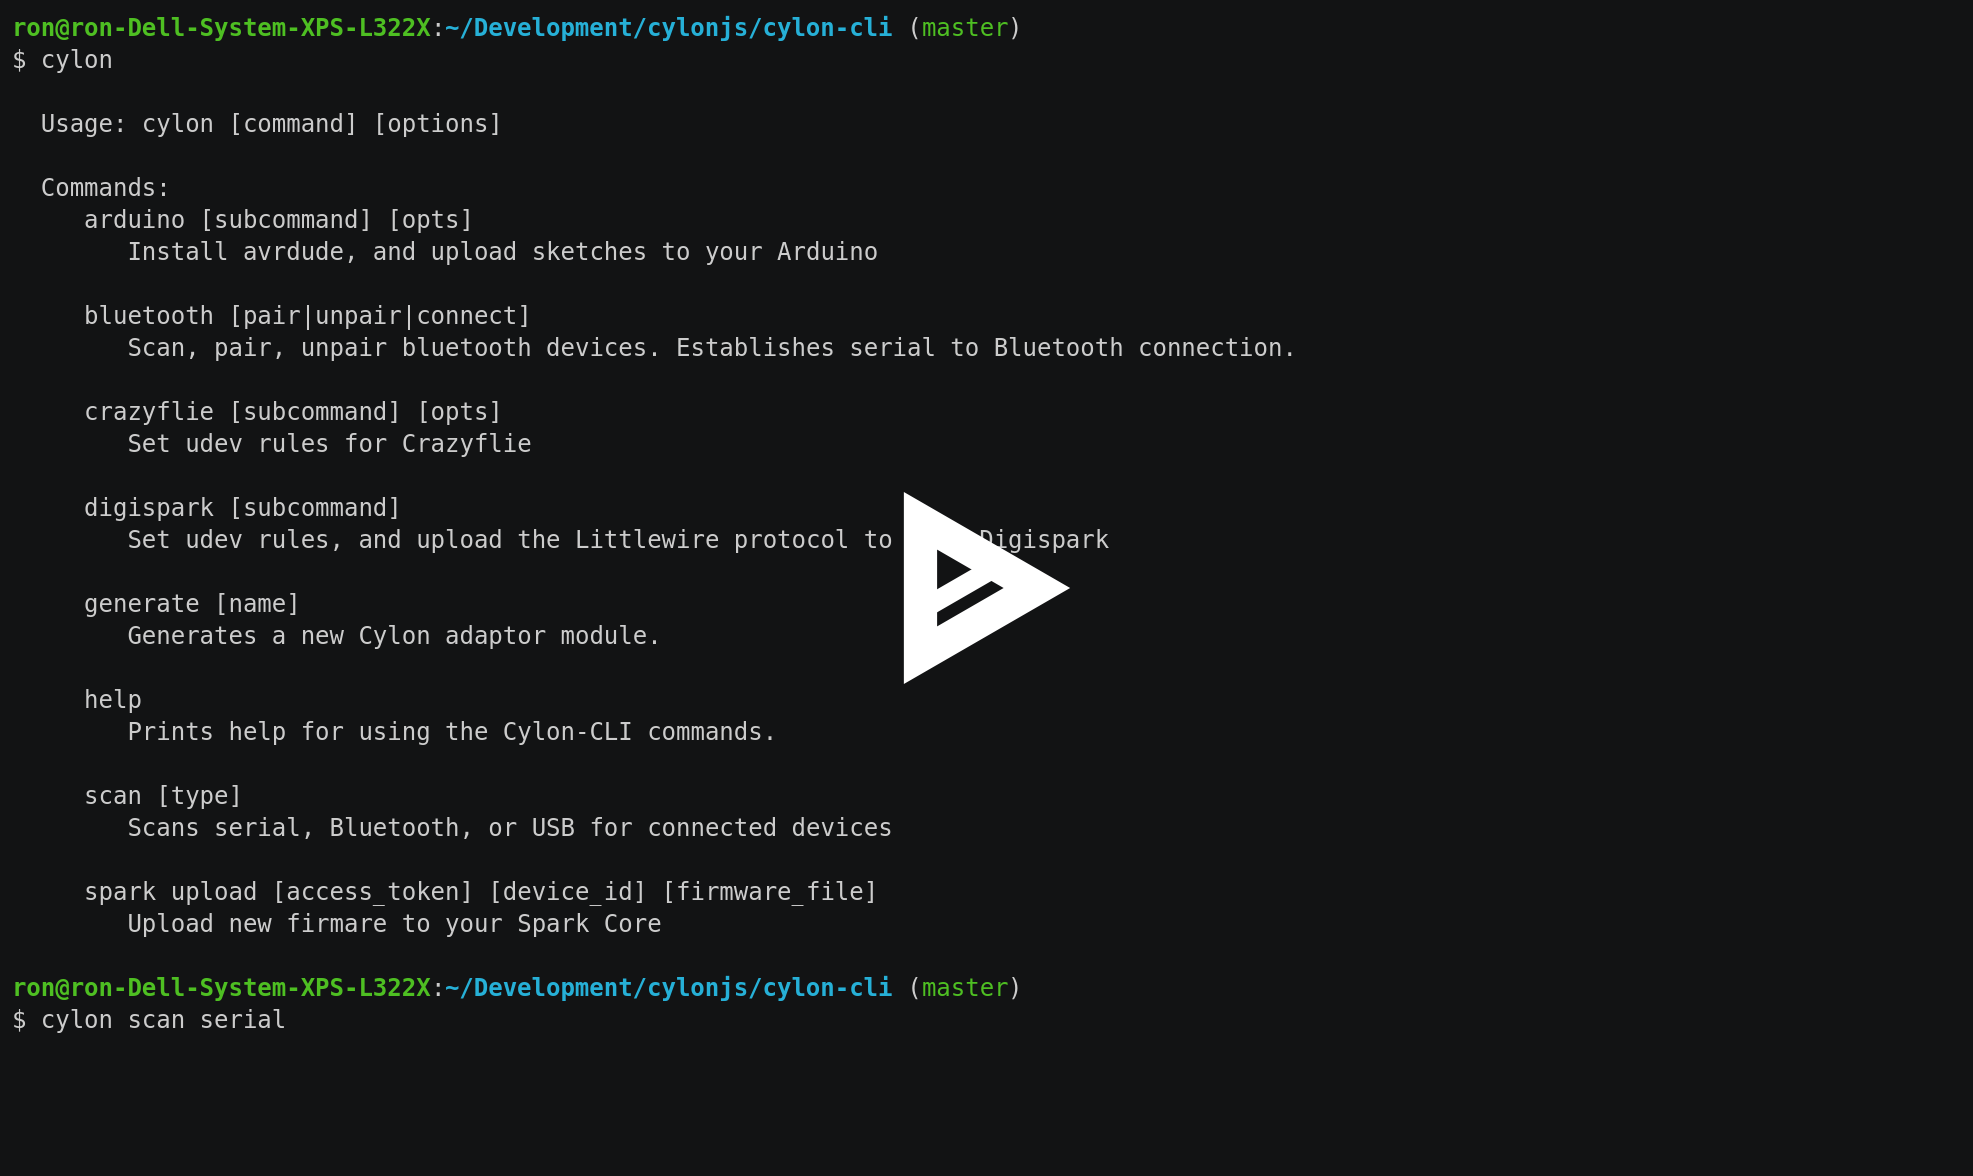 ron@ron-Dell-System-XPS-L322X:~/Development/cylonjs/cylon-cli (master)
$ cylon
Usage: cylon [command] [options]
Commands:
arduino [subcommand] [opts]
Install avrdude, and upload sketches to your Arduino
bluetooth [pair|unpair|connect]
Scan, pair, unpair bluetooth devices. Establishes serial to Bluetooth connection.
crazyflie [subcommand] [opts]
Set udev rules for Crazyflie
digispark [subcommand]
Set udev rules, and upload the Littlewire protocol to Digispark
generate [name]
Generates a new Cylon adaptor module.
help
Prints help for using the Cylon-CLI commands.
scan [type]
Scans serial, Bluetooth, or USB for connected devices
spark upload [access_token] [device_id] [firmware_file]
Upload new firmare to your Spark Core
ron@ron-Dell-System-XPS-L322X:~/Development/cylonjs/cylon-cli (master)
$ cylon scan serial